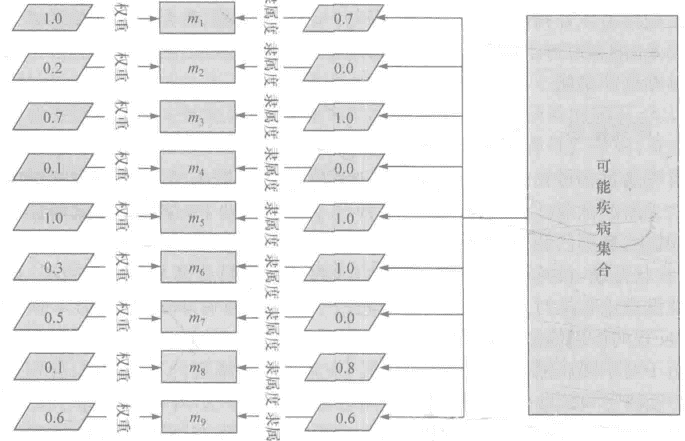 1.0 权重 m₁ 隶属度 0.7
0.2 权重 m₂ 隶属度 0.0
0.7 权重 m₃ 隶属度 1.0
0.1 权重 m₄ 隶属度 0.0
1.0 权重 m₅ 隶属度 1.0
0.3 权重 m₆ 隶属度 1.0
0.5 权重 m₇ 隶属度 0.0
0.1 权重 m₈ 隶属度 0.8
0.6 权重 m₉ 隶属 0.6
可能疾病集合